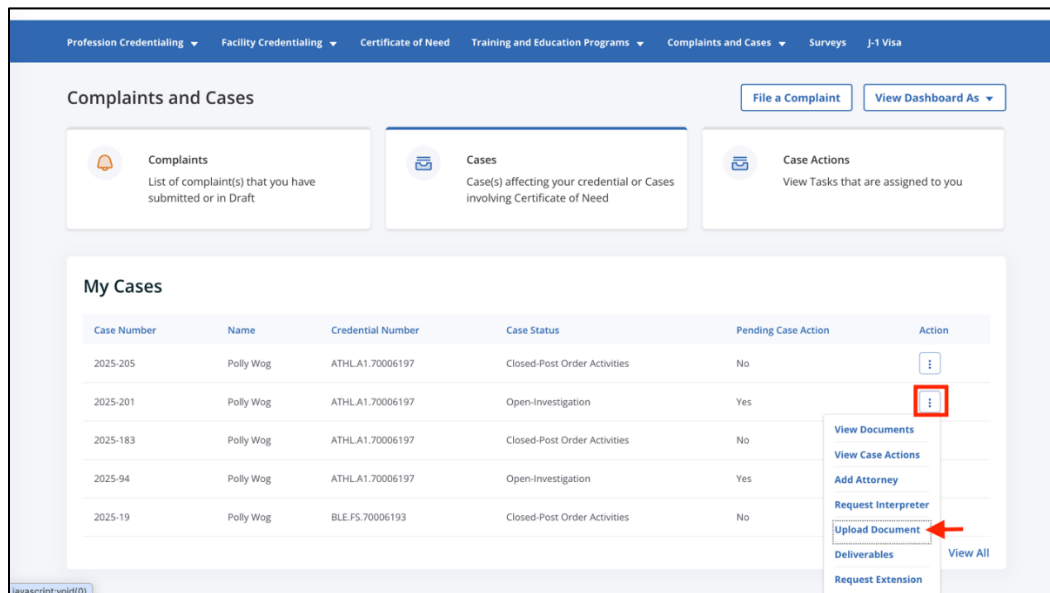 Profession Credentialing Facility Credentialing Certificate of Need Training and Education Programs Complaints and Cases Surveys J-1 Visa
Complaints and Cases File a Complaint View Dashboard As
Complaints
List of complaint(s) that you have
submitted or in Draft
Cases
Case(s) affecting your credential or Cases
involving Certificate of Need
Case Actions
View Tasks that are assigned to you
My Cases
Case Number Name Credential Number Case Status Pending Case Action Action
2025-205 Polly Wog ATHL.A1.70006197 Closed-Post Order Activities No
2025-201 Polly Wog ATHL.A1.70006197 Open-Investigation Yes
2025-183 Polly Wog ATHL.A1.70006197 Closed-Post Order Activities No
2025-94 Polly Wog ATHL.A1.70006197 Open-Investigation Yes
2025-19 Polly Wog BLE.FS.70006193 Closed-Post Order Activities No
View Documents
View Case Actions
Add Attorney
Request Interpreter
Upload Document
Deliverables
Request Extension
View All
javascript:void(0)